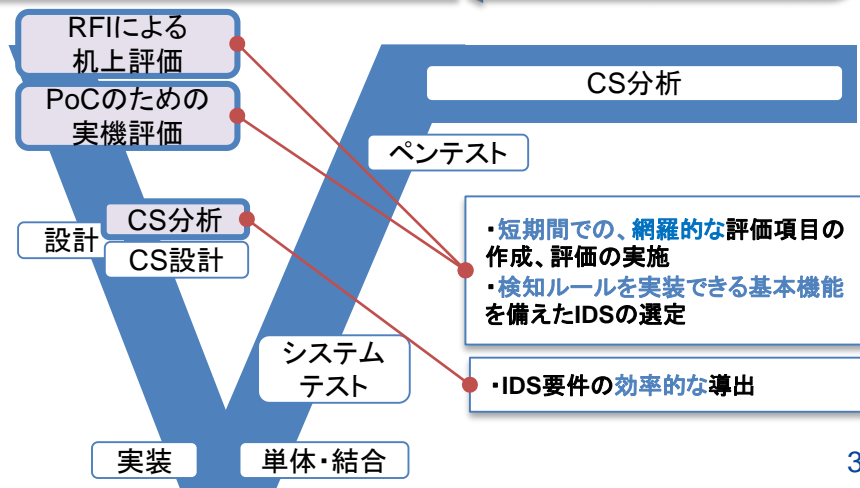 RFIによる
机上評価
PoCのための
実機評価
CS分析
ペンテスト
CS分析
設計
CS設計
・短期間での、網羅的な評価項目の
作成、評価の実施
・検知ルールを実装できる基本機能
を備えたIDSの選定
システム
テスト
・IDS要件の効率的な導出
実装
単体・結合
3